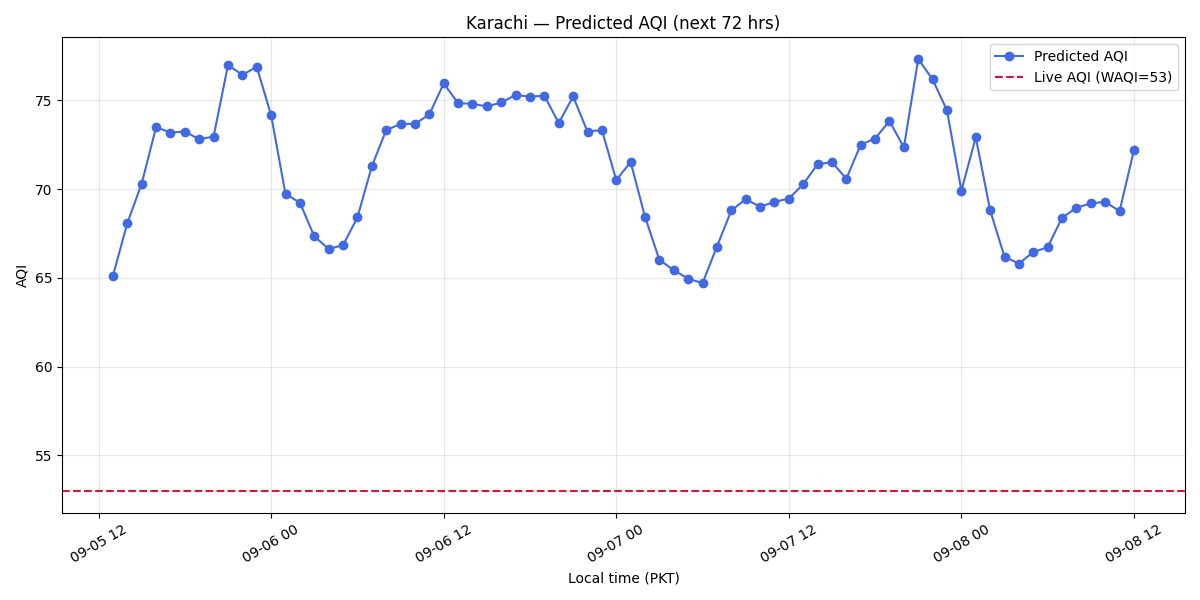 Karachi — Predicted AQI (next 72 hrs)
Predicted AQI
Live AQI (WAQI=53)
AQI
75
70
65
60
55
09-05 12
09-06 00
09-06 12
09-07 00
09-07 12
09-08 00
09-08 12
Local time (PKT)